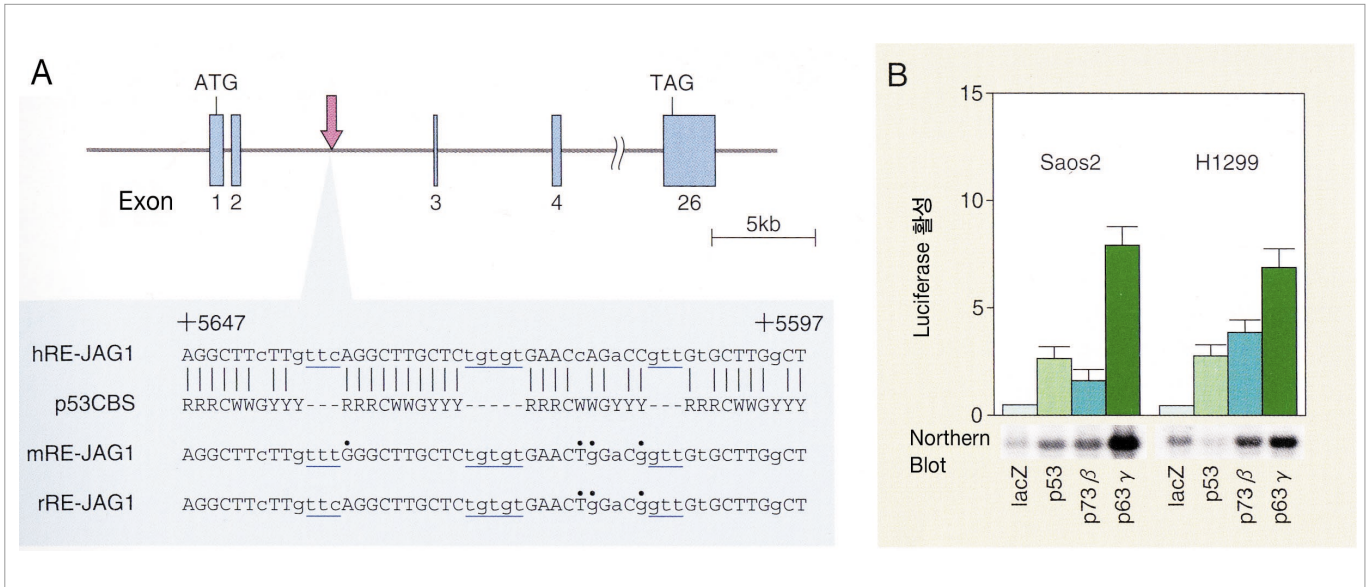 A
ATG TAG
Exon 1 2 3 4 26
5kb
+5647 +5597
hRE-JAG1 AGGCTTcTTgttcAGGCTTGCTCtgtgtGAACcAGaCCgttGtGCTTGgCT
p53CBS RRRCWWGYYY---RRRCWWGYYY-----RRRCWWGYYY---RRRCWWGYYY
mRE-JAG1 AGGCTTcTTgtttGGGCTTGCTCtgtgtGAACTgGaCggttGtGCTTGgCT
rRE-JAG1 AGGCTTcTTgttcAGGCTTGCTCtgtgtGAACTgGaCggttGtGCTTGgCT
B
Luciferase 활성
15
10
5
0
Saos2 H1299
Northern
Blot
lacZ p53 p73β p63γ lacZ p53 p73β p63γ